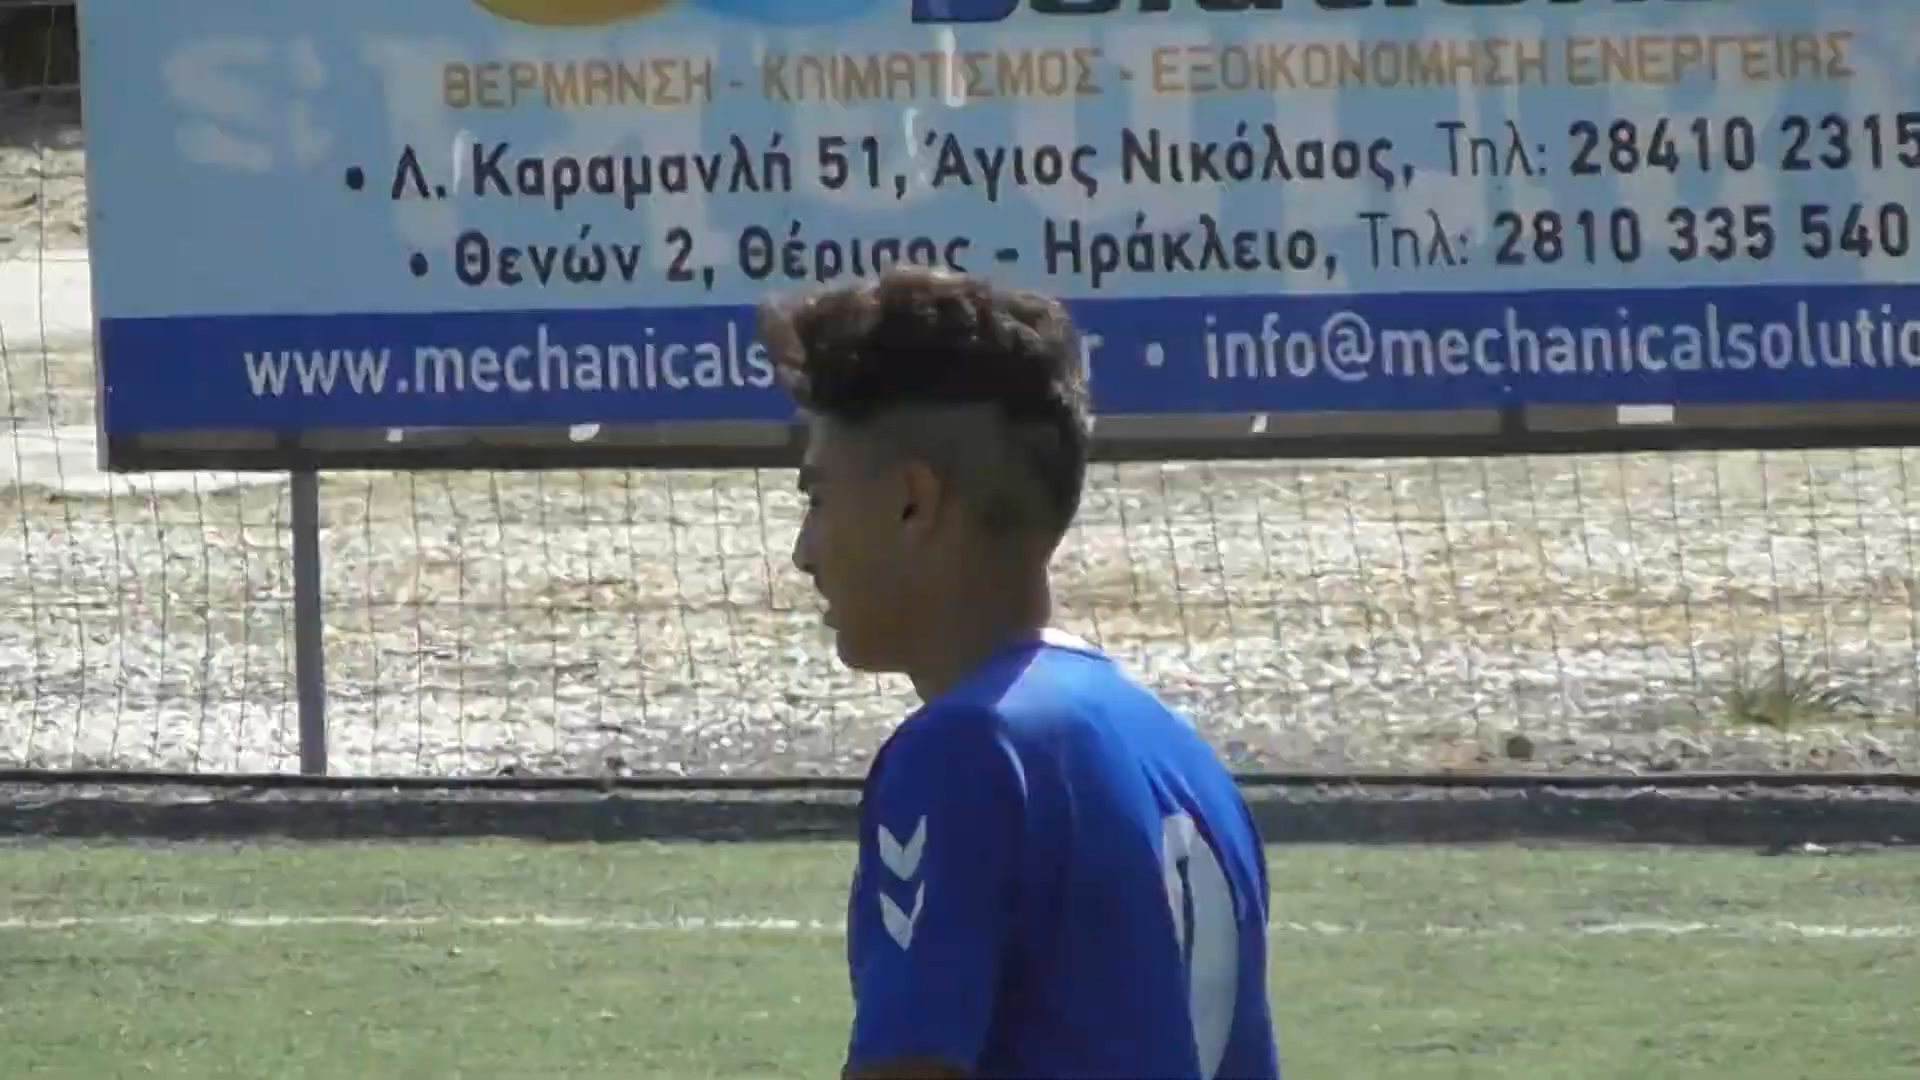 ΘΕΡΜΑΝΣΗ - ΚΛΙΜΑΤΙΣΜΟΣ - ΕΞΟΙΚΟΝΟΜΗΣΗ ΕΝΕΡΓΕΙΑΣ
• Λ. Καραμανλή 51, Άγιος Νικόλαος, Τηλ: 28410 2315
• Θενών 2, Θέρισος - Ηράκλειο, Τηλ: 2810 335 540
www.mechanicals r • info@mechanicalsolutio